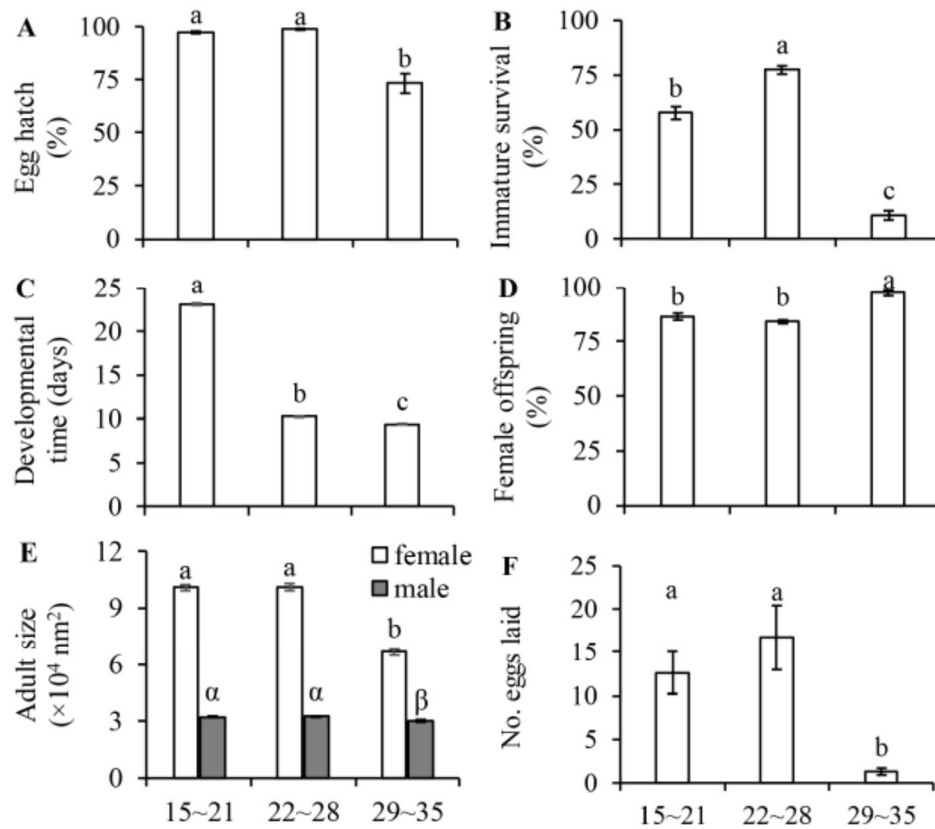 A
Egg hatch
(%)
100
75
50
25
0
a
a
b
B
Immature survival
(%)
100
75
50
25
0
b
a
c
C
Developmental
time (days)
25
20
15
10
5
0
a
b
c
D
Female offspring
(%)
100
75
50
25
0
b
b
a
E
Adult size
(×10⁴ nm²)
12
9
6
3
0
female
male
a
α
a
α
b
β
15~21
22~28
29~35
F
No. eggs laid
25
20
15
10
5
0
a
a
b
15~21
22~28
29~35